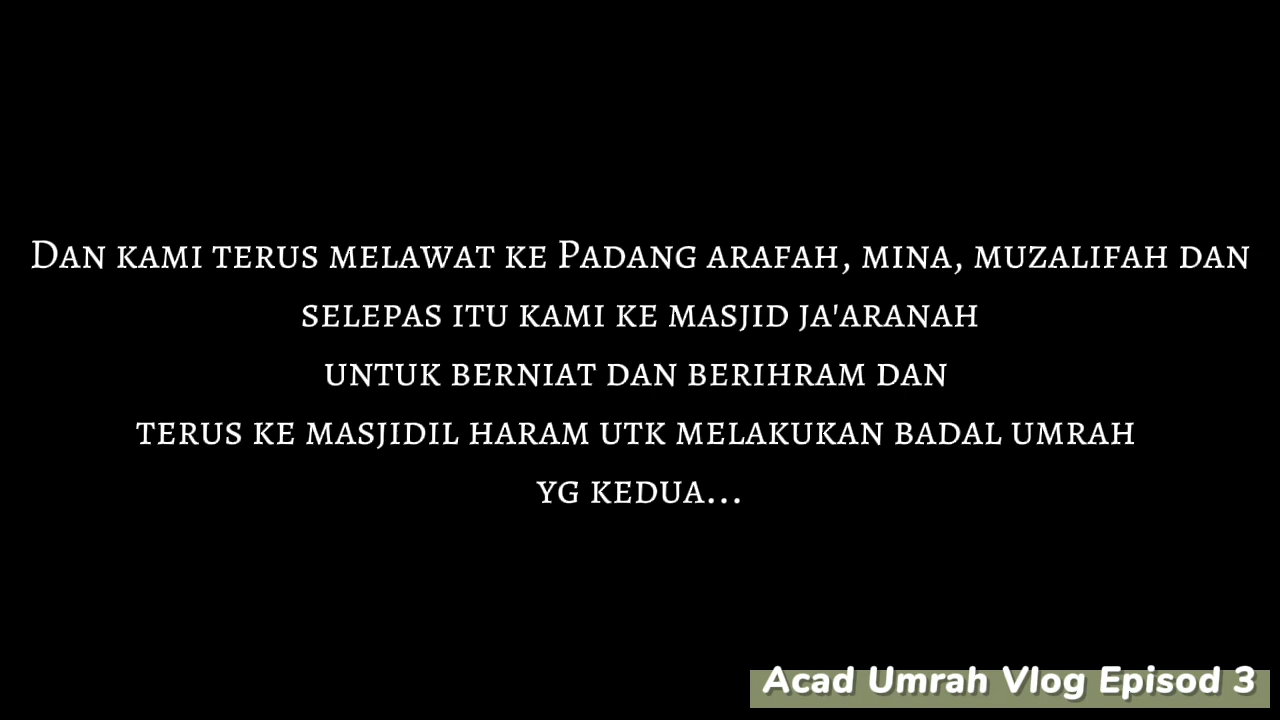 Dan kami terus melawat ke Padang arafah, mina, muzalifah dan
selepas itu kami ke masjid ja'aranah
untuk berniat dan berihram dan
terus ke masjidil haram utk melakukan badal umrah
yg kedua...
Acad Umrah Vlog Episod 3